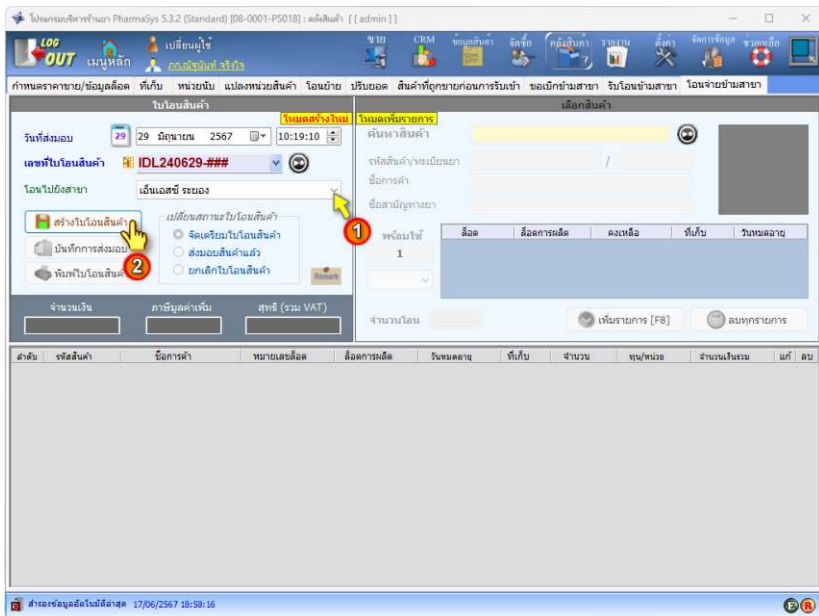 โปรแกรมบริหารร้านยา PharmaSys 5.3.2 (Standard) [08-0001-PS018] : คลังสินค้า [ [ admin ] ]
LOG OUT เมนูหลัก
เปลี่ยนผู้ใช้
ขาย CRM ข้อมูลสินค้า จัดซื้อ คลังสินค้า รายงาน ตั้งค่า จัดการข้อมูล ช่วยเหลือ
กำหนดราคาขาย/ข้อมูลล็อต ที่เก็บ หน่วยนับ แปลงหน่วยสินค้า โอนย้าย ปรับยอด สินค้าที่ถูกขายก่อนการรับเข้า ขอเบิกข้ามสาขา รับโอนข้ามสาขา โอนจ่ายข้ามสาขา
ใบโอนสินค้า เลือกสินค้า
โหมดสร้างใหม่ โหมดเพิ่มรายการ
วันที่ส่งมอบ 29 29 มิถุนายน 2567 10:19:10
ค้นหาสินค้า
เลขที่ใบโอนสินค้า IDL240629-###
รหัสสินค้า/ทะเบียนยา /
ชื่อการค้า
โอนไปยังสาขา เอ็นเอสซี ระยอง
ชื่อสามัญทางยา
1
สร้างใบโอนสินค้า
เปลี่ยนสถานะใบโอนสินค้า
จัดเตรียมใบโอนสินค้า
พร้อมใช้ ล็อต ล็อตการผลิต คงเหลือ ที่เก็บ วันหมดอายุ
บันทึกการส่งมอบ
2
ส่งมอบสินค้าแล้ว
1
พิมพ์ใบโอนสินค้า
ยกเลิกใบโอนสินค้า
Remark
จำนวนเงิน ภาษีมูลค่าเพิ่ม สุทธิ (รวม VAT)
จำนวนโอน เพิ่มรายการ [F8] ลบทุกรายการ
ลำดับ รหัสสินค้า ชื่อการค้า หมายเลขล็อต ล็อตการผลิต วันหมดอายุ ที่เก็บ จำนวน ทุน/หน่วย จำนวนเงินรวม แก้ ลบ
สำรองข้อมูลอัตโนมัติล่าสุด 17/06/2567 18:58:16
E R